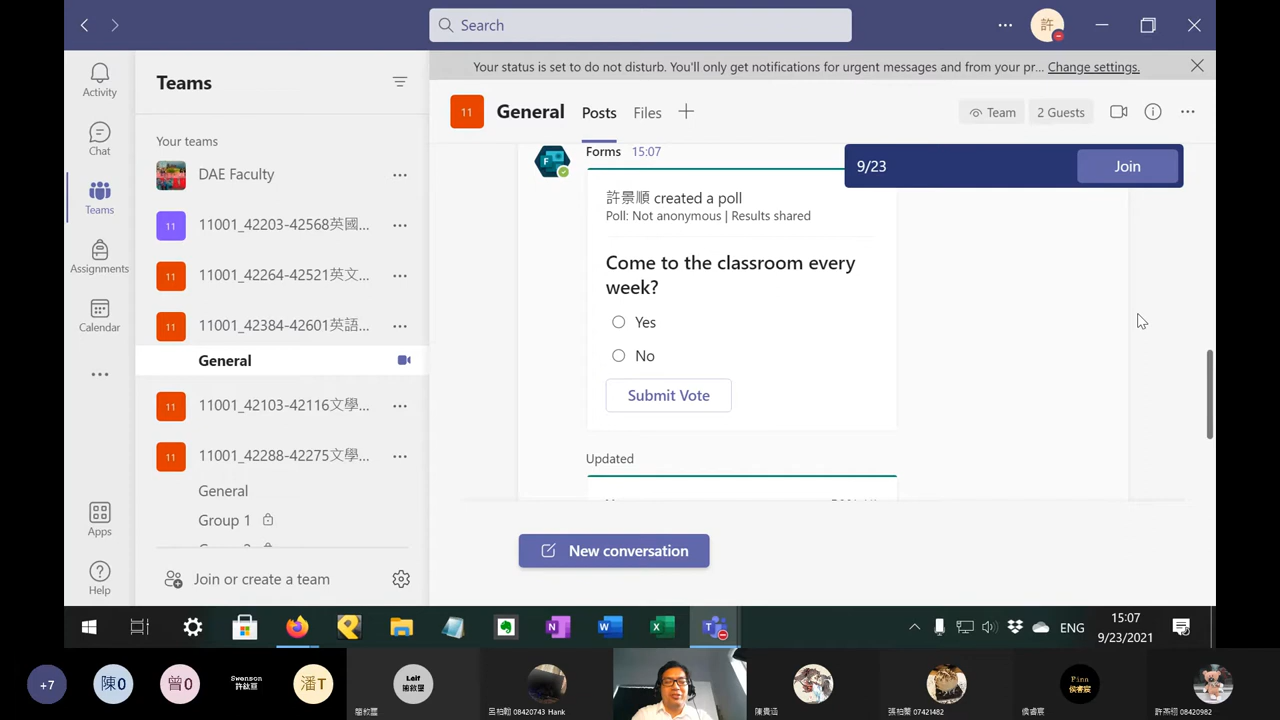 Search
許
Activity
Chat
Teams
Assignments
Calendar
Apps
Help
Teams
Your teams
DAE Faculty
11
11001_42203-42568英國...
11
11001_42264-42521英文...
11
11001_42384-42601英語...
General
11
11001_42103-42116文學...
11
11001_42288-42275文學...
General
Group 1
Join or create a team
Your status is set to do not disturb. You'll only get notifications for urgent messages and from your pr... Change settings.
11
General
Posts
Files
Team
2 Guests
9/23
Join
Forms
15:07
許景順 created a poll
Poll: Not anonymous | Results shared
Come to the classroom every
week?
Yes
No
Submit Vote
Updated
New conversation
ENG
15:07
9/23/2021
+7
陳0
曾0
Swenson
潘T
Leif
08420743 Hank
07421482
Finn
08420982